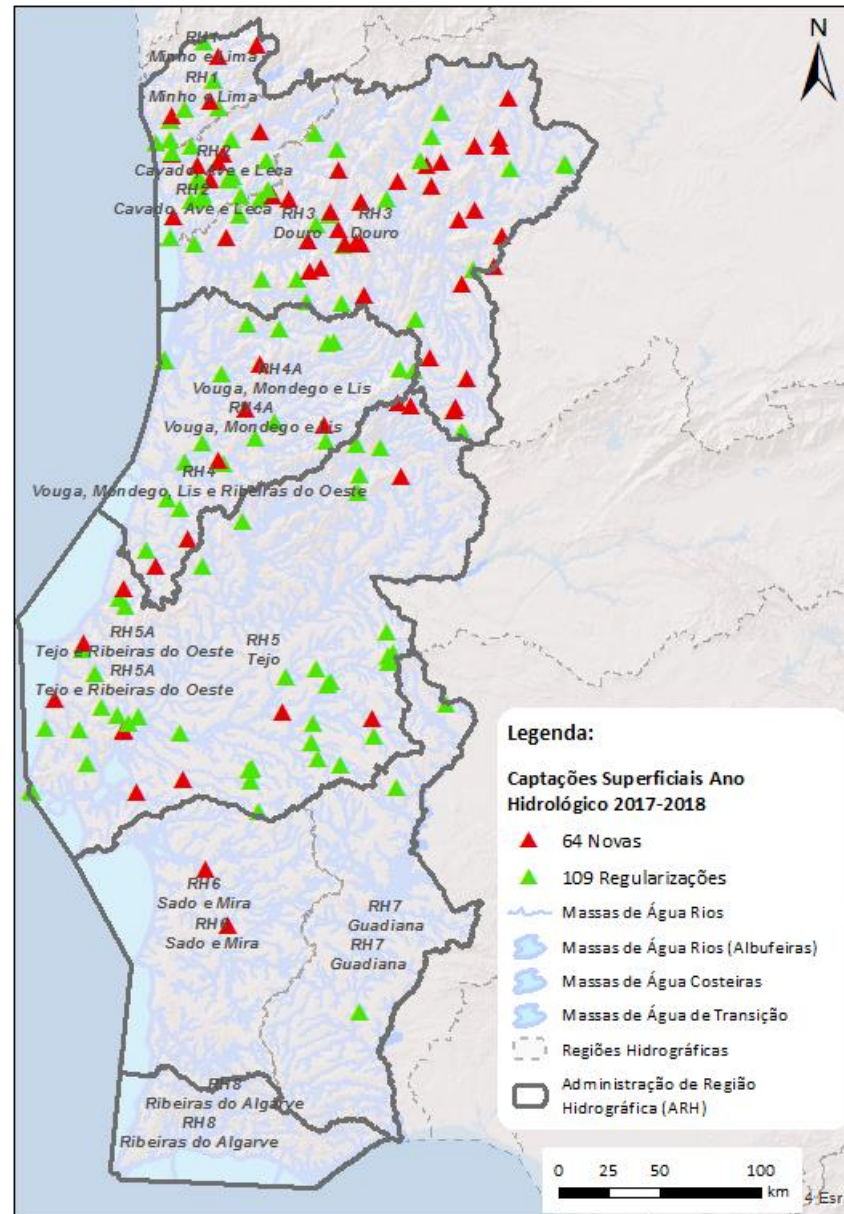 N
RH1
Minho e Lima
RH1
Minho e Lima
RH2
Cavado, Ave e Leca
RH2
Cavado, Ave e Leca
RH3
Douro
RH3
Douro
RH4A
Vouga, Mondego e Lis
RH4A
Vouga, Mondego e Lis
RH4
Vouga, Mondego, Lis e Ribeiras do Oeste
RH5A
Tejo e Ribeiras do Oeste
RH5A
Tejo e Ribeiras do Oeste
RH5
Tejo
RH6
Sado e Mira
RH6
Sado e Mira
RH7
Guadiana
RH7
Guadiana
RH8
Ribeiras do Algarve
RH8
Ribeiras do Algarve
Legenda:
Captações Superficiais Ano
Hidrológico 2017-2018
64 Novas
109 Regularizações
Massas de Água Rios
Massas de Água Rios (Albufeiras)
Massas de Água Costeiras
Massas de Água de Transição
Regiões Hidrográficas
Administração de Região
Hidrográfica (ARH)
0 25 50 100
km
4 Esr